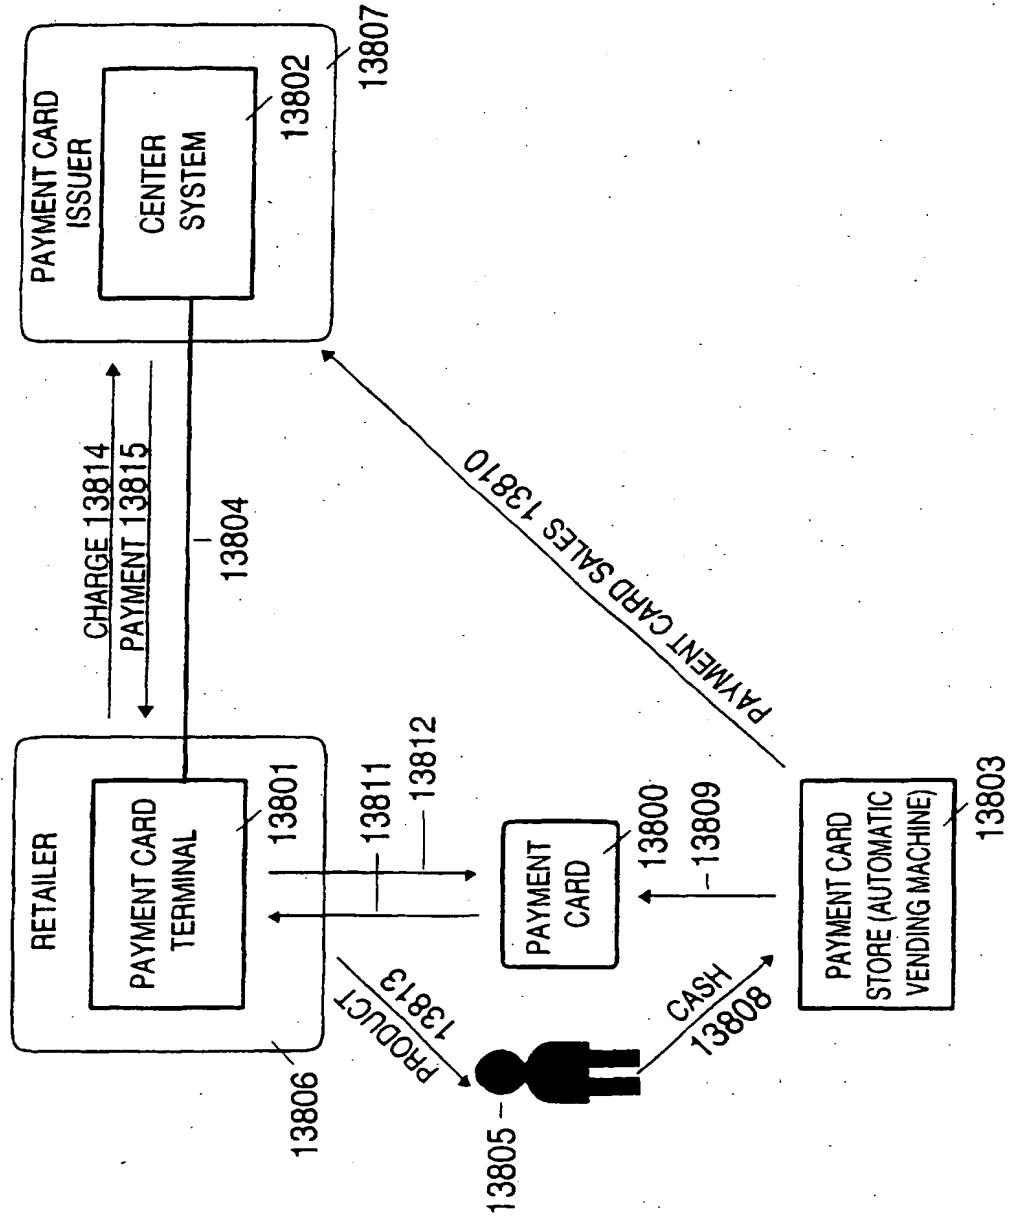 RETAILER
PAYMENT CARD
TERMINAL
13801
13806
CHARGE 13814
PAYMENT 13815
13804
PAYMENT CARD
ISSUER
CENTER
SYSTEM
13802
13807
13811
13812
PRODUCT
13813
13805
PAYMENT
CARD
13800
13809
CASH
13808
PAYMENT CARD SALES 13810
PAYMENT CARD
STORE (AUTOMATIC
VENDING MACHINE)
13803